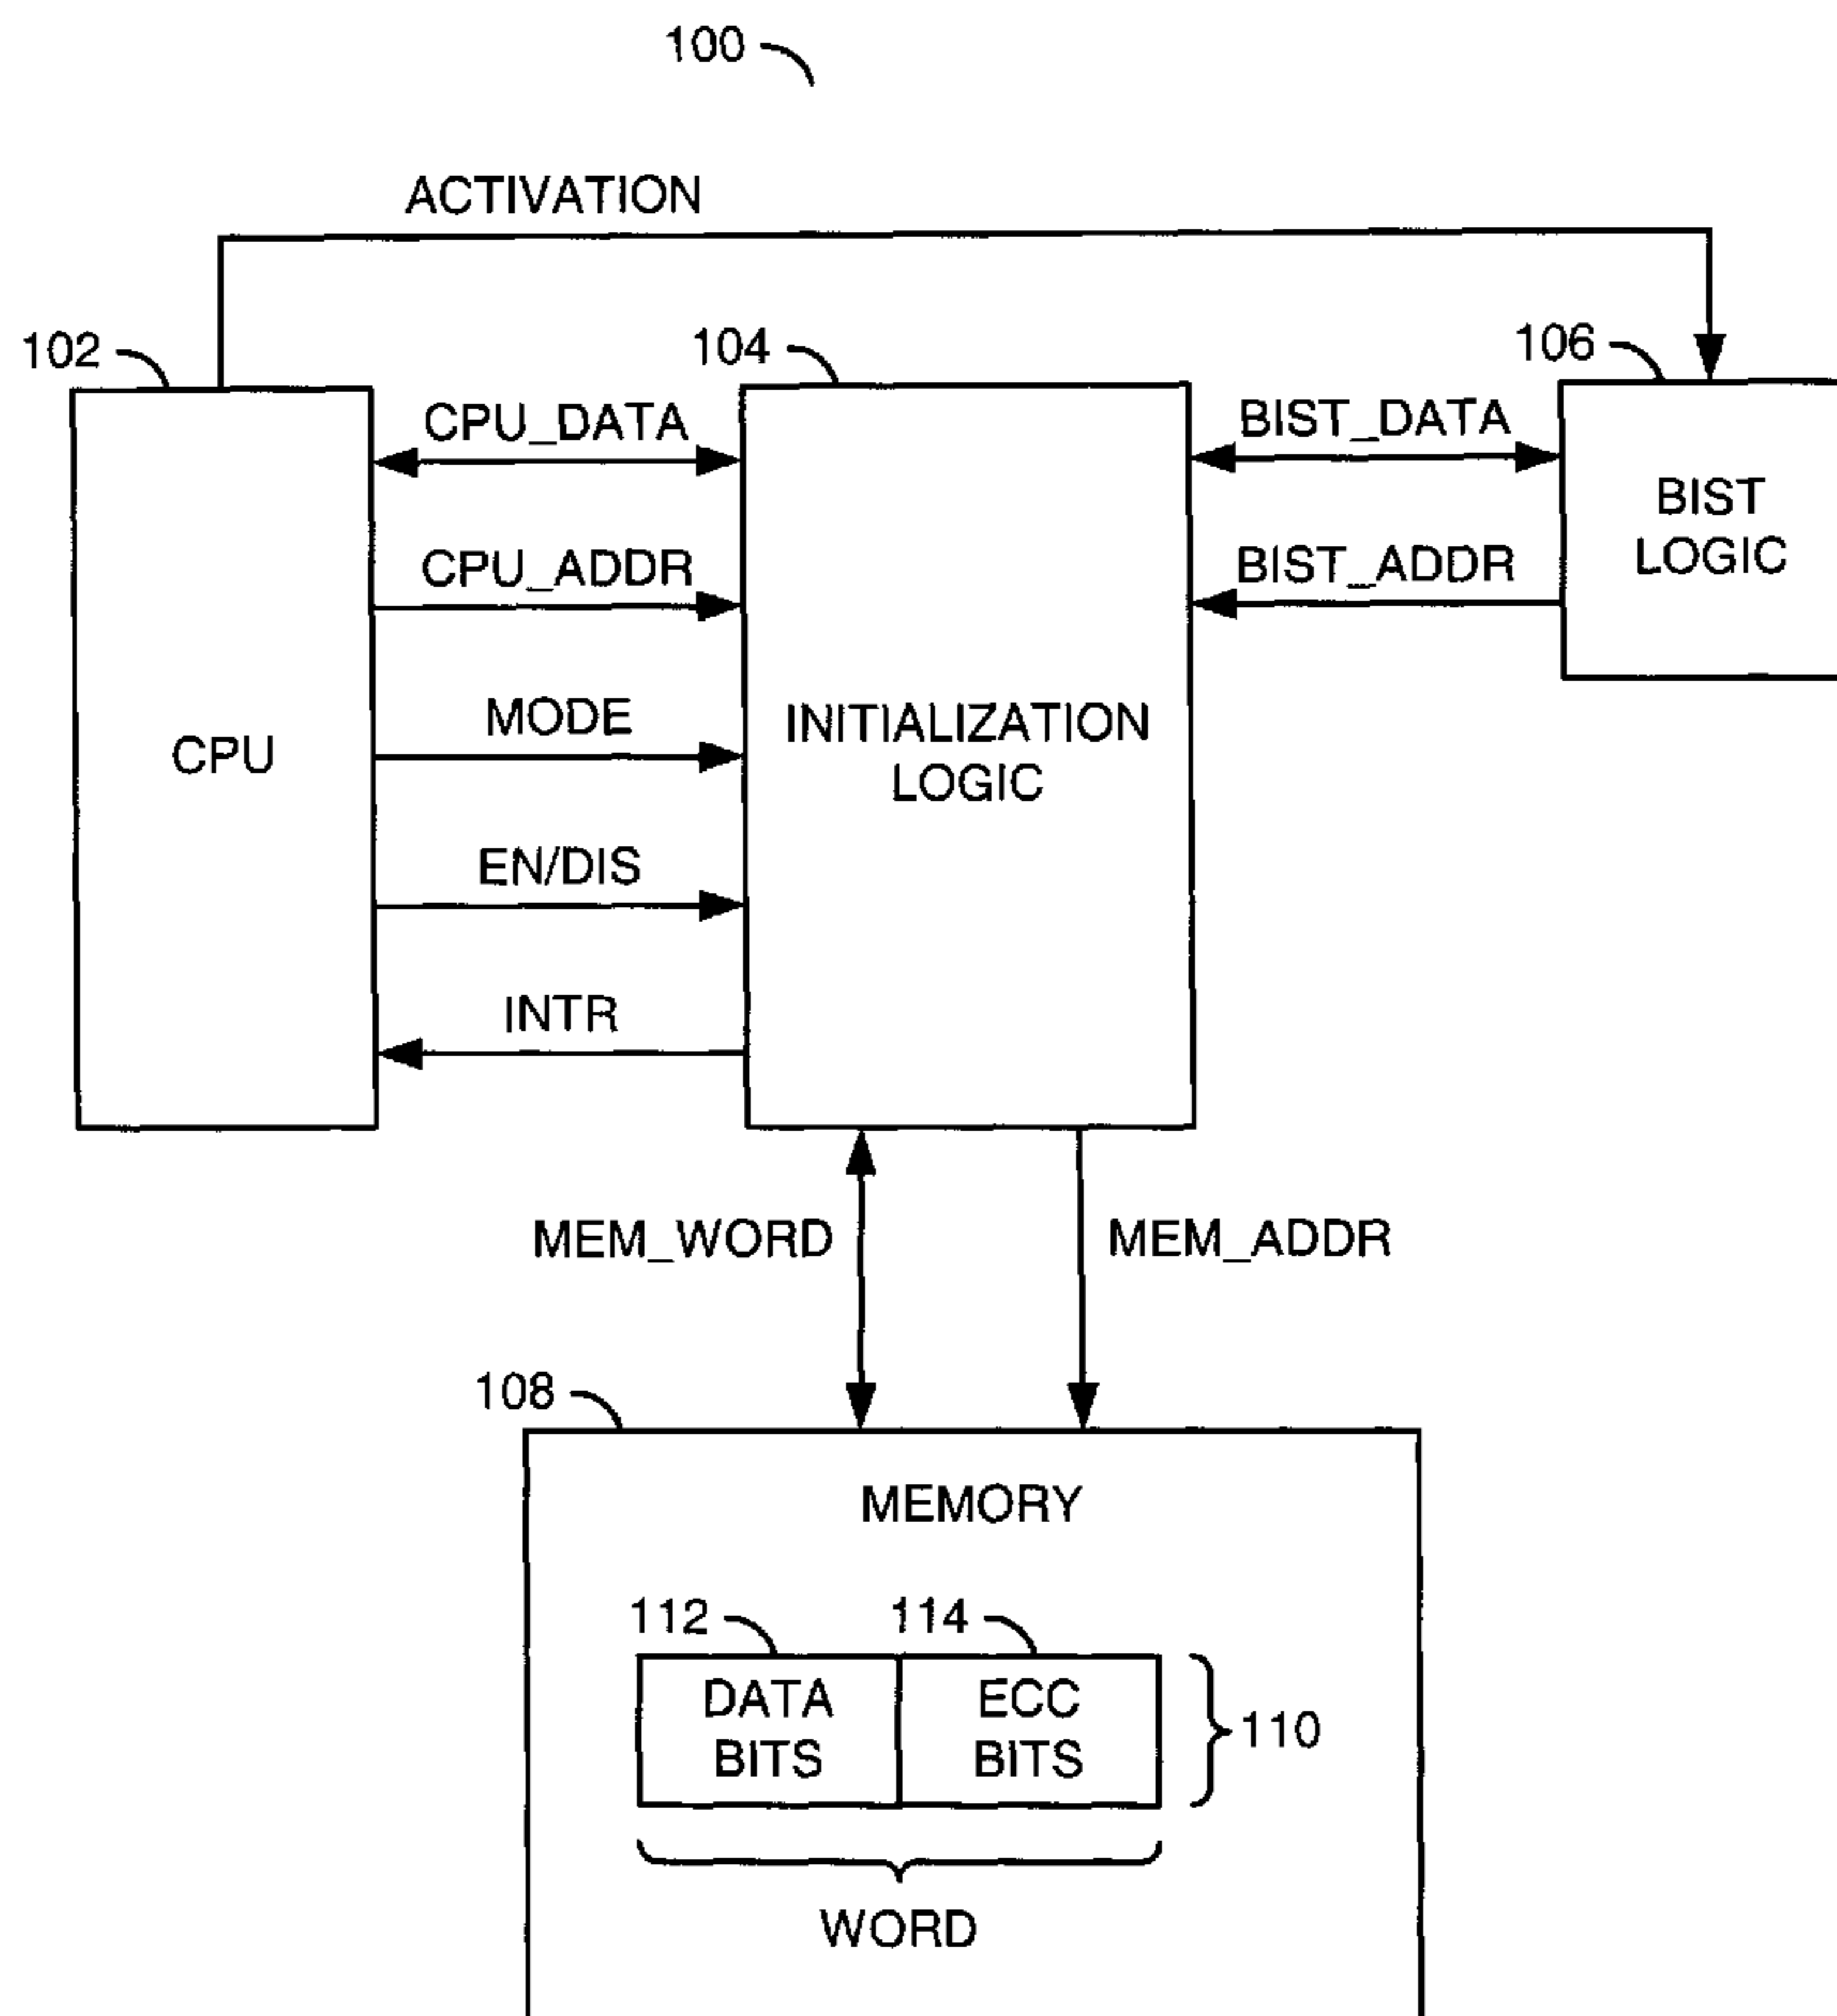 100
ACTIVATION
102
104
106
CPU_DATA
BIST_DATA
BIST
LOGIC
CPU_ADDR
BIST_ADDR
MODE
INITIALIZATION
LOGIC
CPU
EN/DIS
INTR
MEM_WORD
MEM_ADDR
108
MEMORY
112
114
DATA
BITS
ECC
BITS
110
WORD